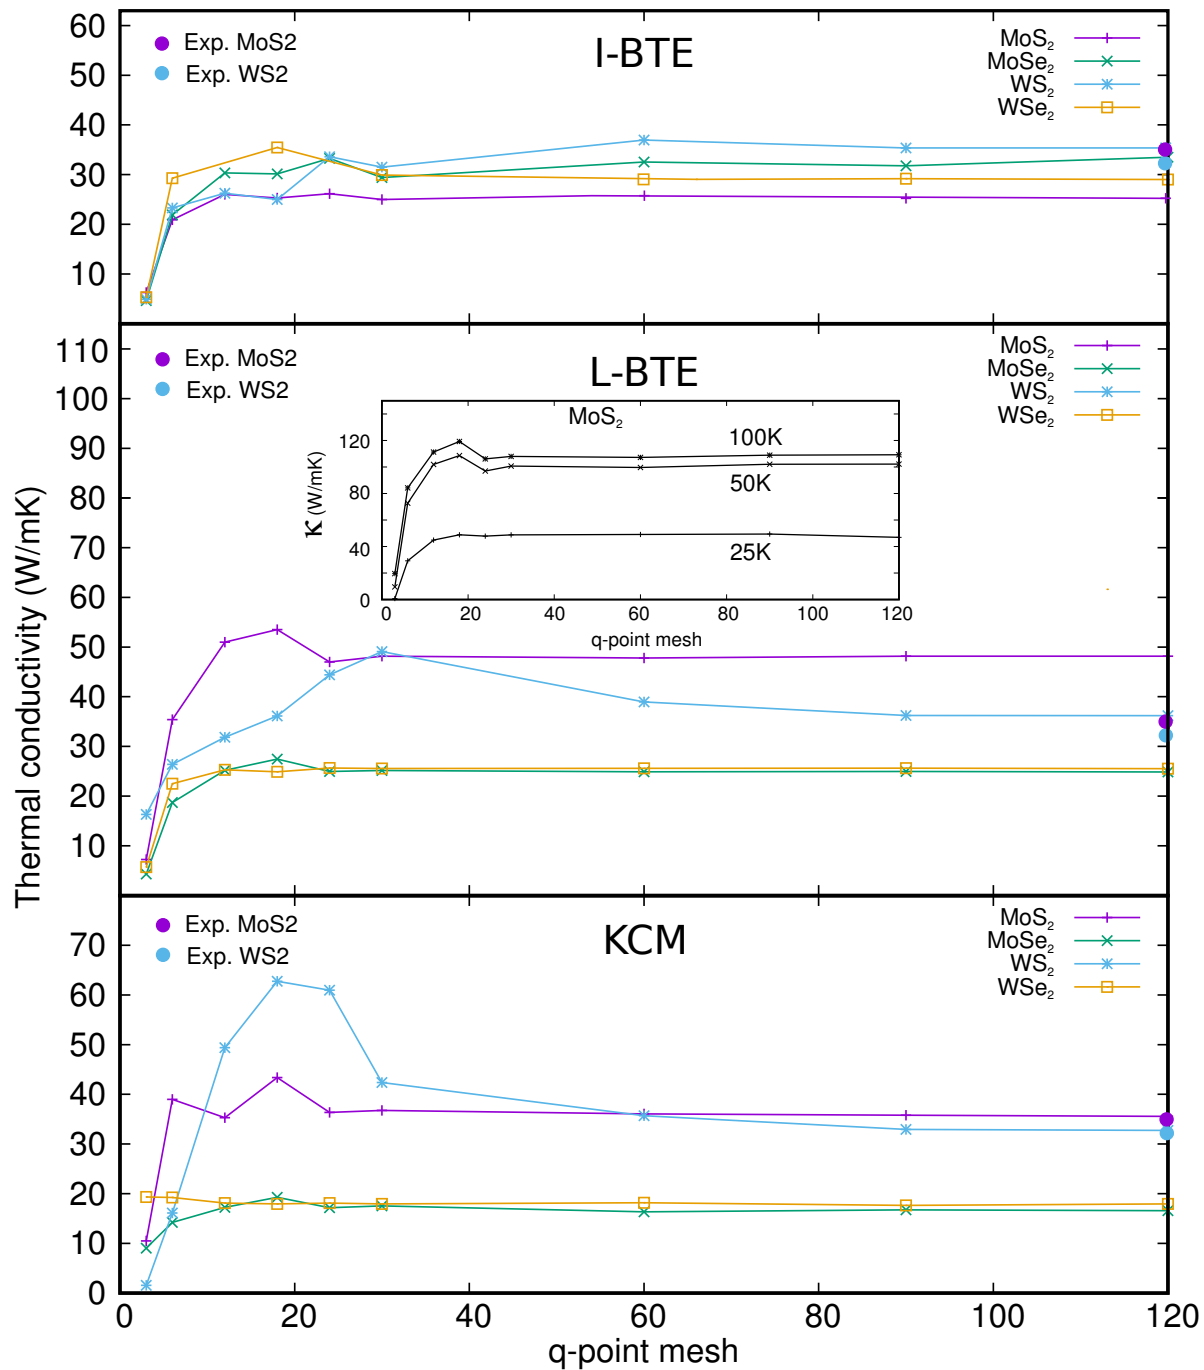 60
50
40
30
20
10
Exp. MoS2
Exp. WS2
I-BTE
MoS₂
MoSe₂
WS₂
WSe₂
Thermal conductivity (W/mK)
110
100
90
80
70
60
50
40
30
20
10
Exp. MoS2
Exp. WS2
L-BTE
MoS₂
MoSe₂
WS₂
WSe₂
MoS₂
κ (W/mK)
120
80
40
0
100K
50K
25K
0 20 40 60 80 100 120
q-point mesh
70
60
50
40
30
20
10
0
Exp. MoS2
Exp. WS2
KCM
MoS₂
MoSe₂
WS₂
WSe₂
0 20 40 60 80 100 120
q-point mesh